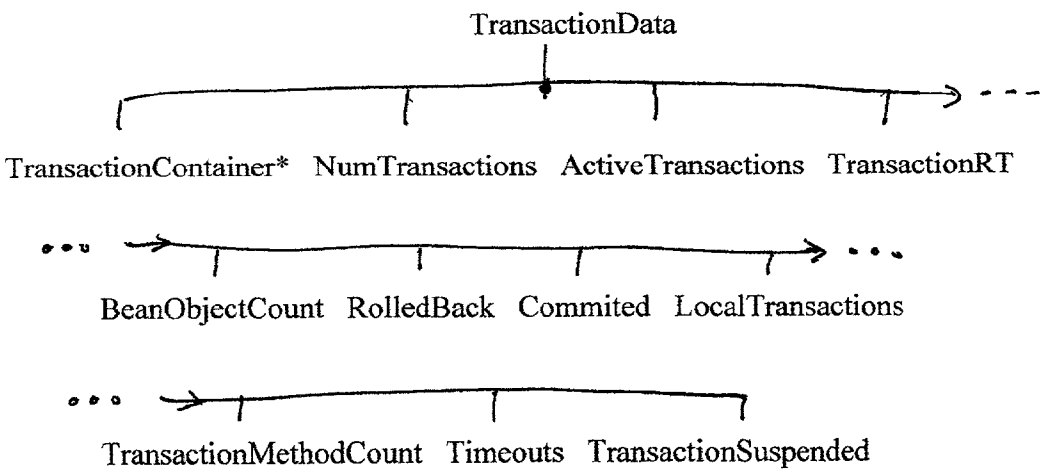 TransactionData
TransactionContainer* NumTransactions ActiveTransactions TransactionRT
BeanObjectCount RolledBack Commited LocalTransactions
TransactionMethodCount Timeouts TransactionSuspended